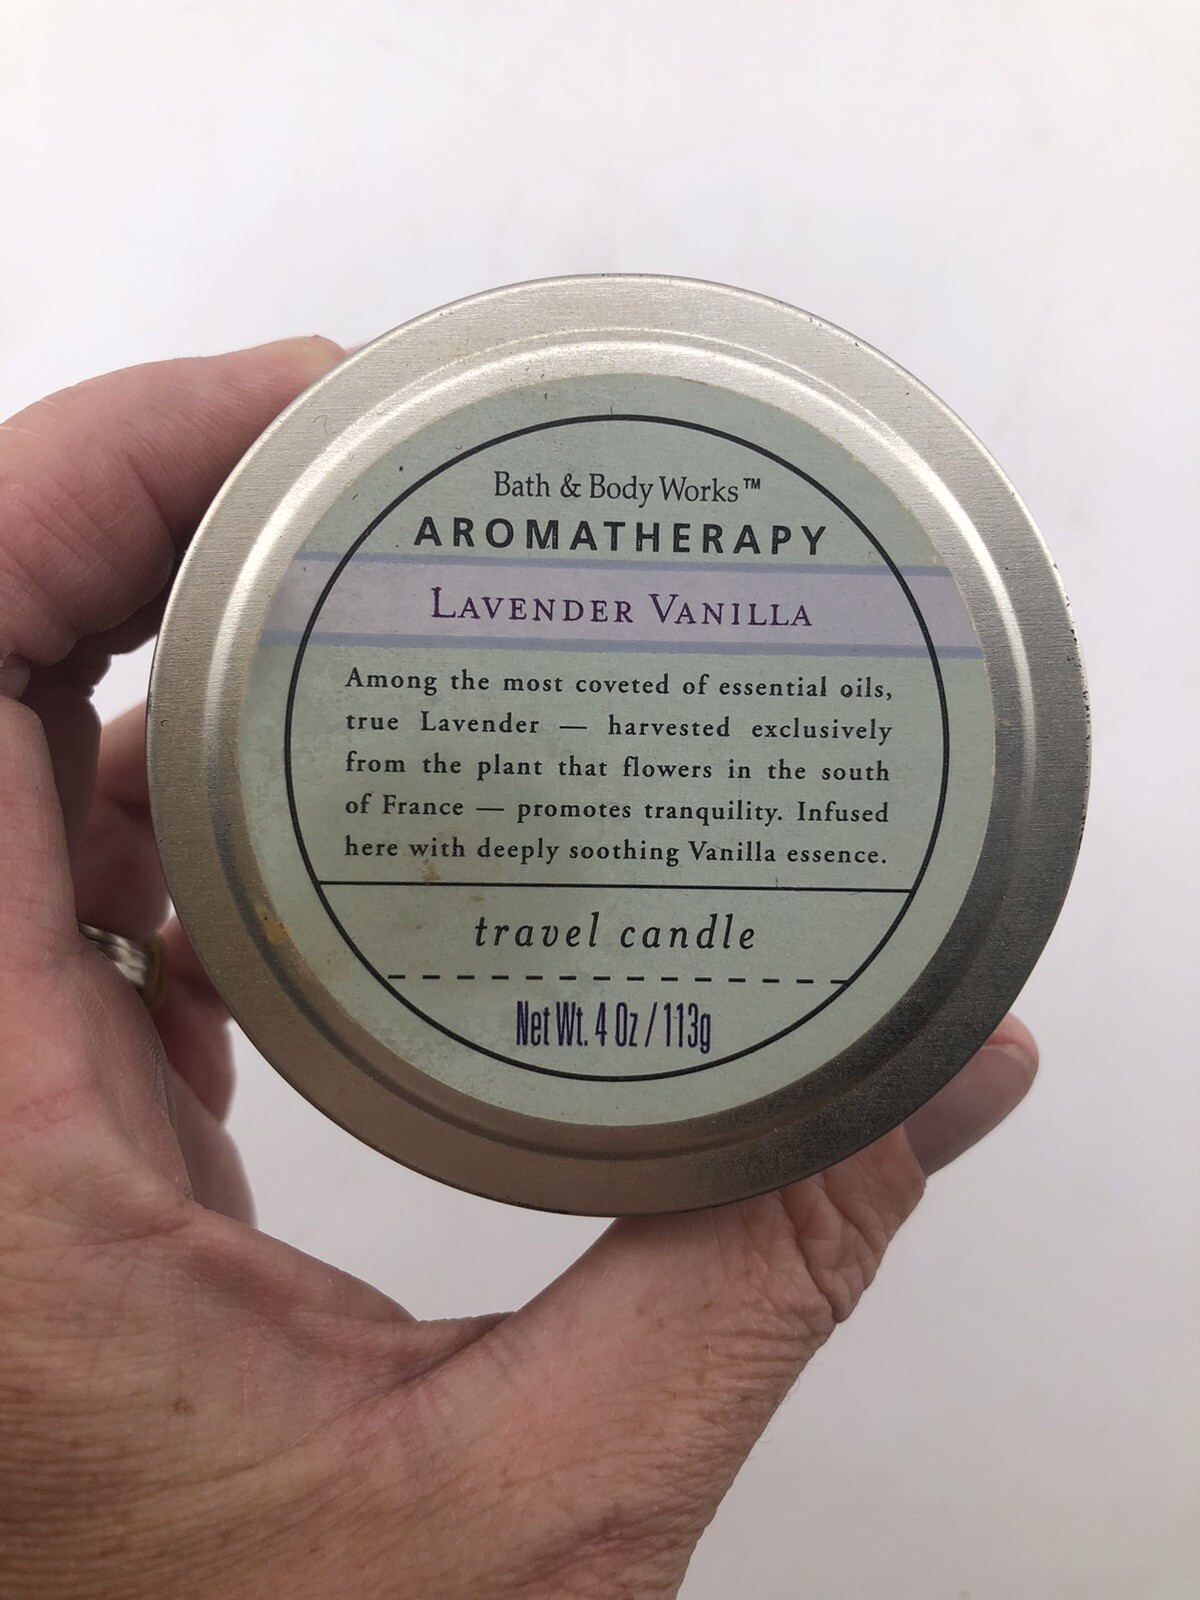 Bath & Body Works™
AROMATHERAPY
LAVENDER VANILLA
Among the most coveted of essential oils,
true Lavender — harvested exclusively
from the plant that flowers in the south
of France — promotes tranquility. Infused
here with deeply soothing Vanilla essence.
travel candle
Net Wt. 4 Oz / 113g